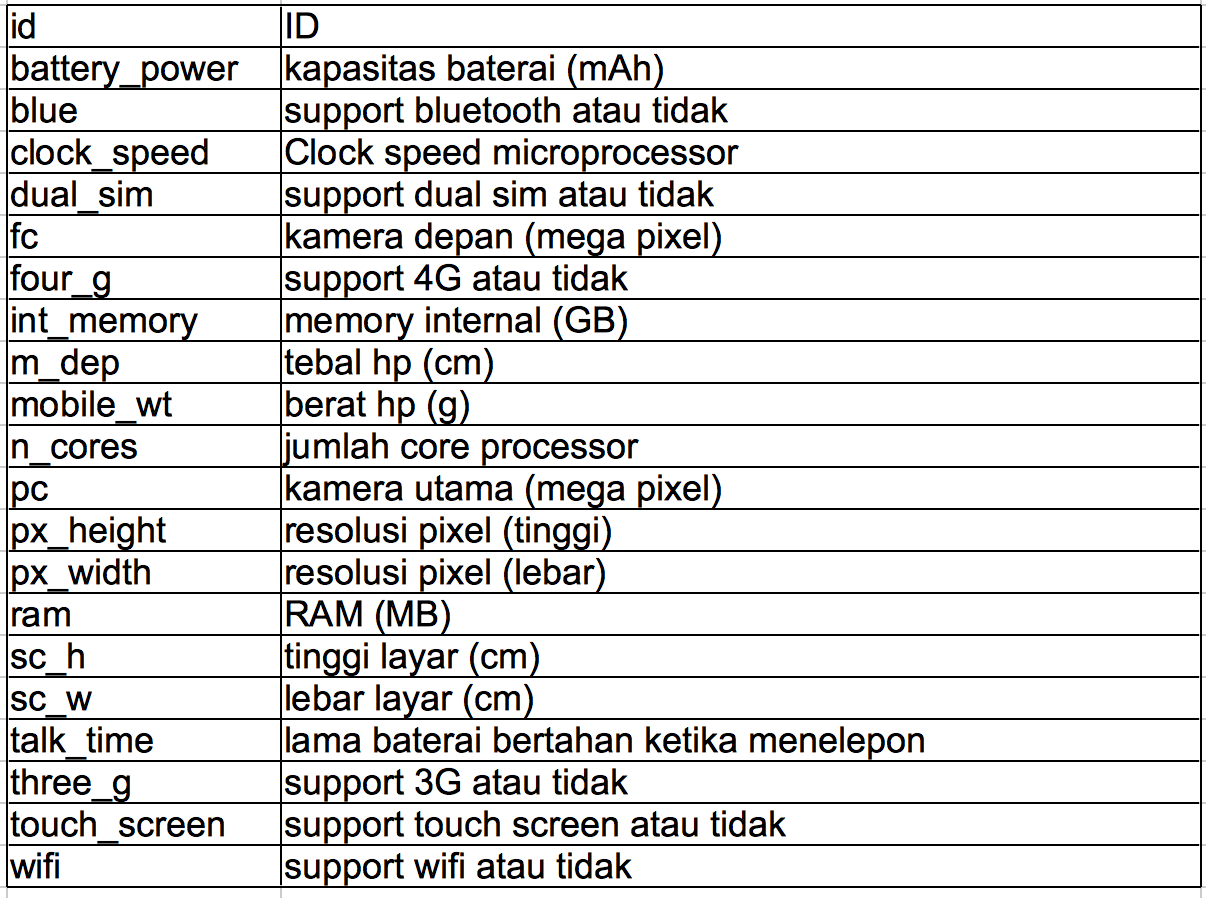 id ID
battery_power kapasitas baterai (mAh)
blue support bluetooth atau tidak
clock_speed Clock speed microprocessor
dual_sim support dual sim atau tidak
fc kamera depan (mega pixel)
four_g support 4G atau tidak
int_memory memory internal (GB)
m_dep tebal hp (cm)
mobile_wt berat hp (g)
n_cores jumlah core processor
pc kamera utama (mega pixel)
px_height resolusi pixel (tinggi)
px_width resolusi pixel (lebar)
ram RAM (MB)
sc_h tinggi layar (cm)
sc_w lebar layar (cm)
talk_time lama baterai bertahan ketika menelepon
three_g support 3G atau tidak
touch_screen support touch screen atau tidak
wifi support wifi atau tidak